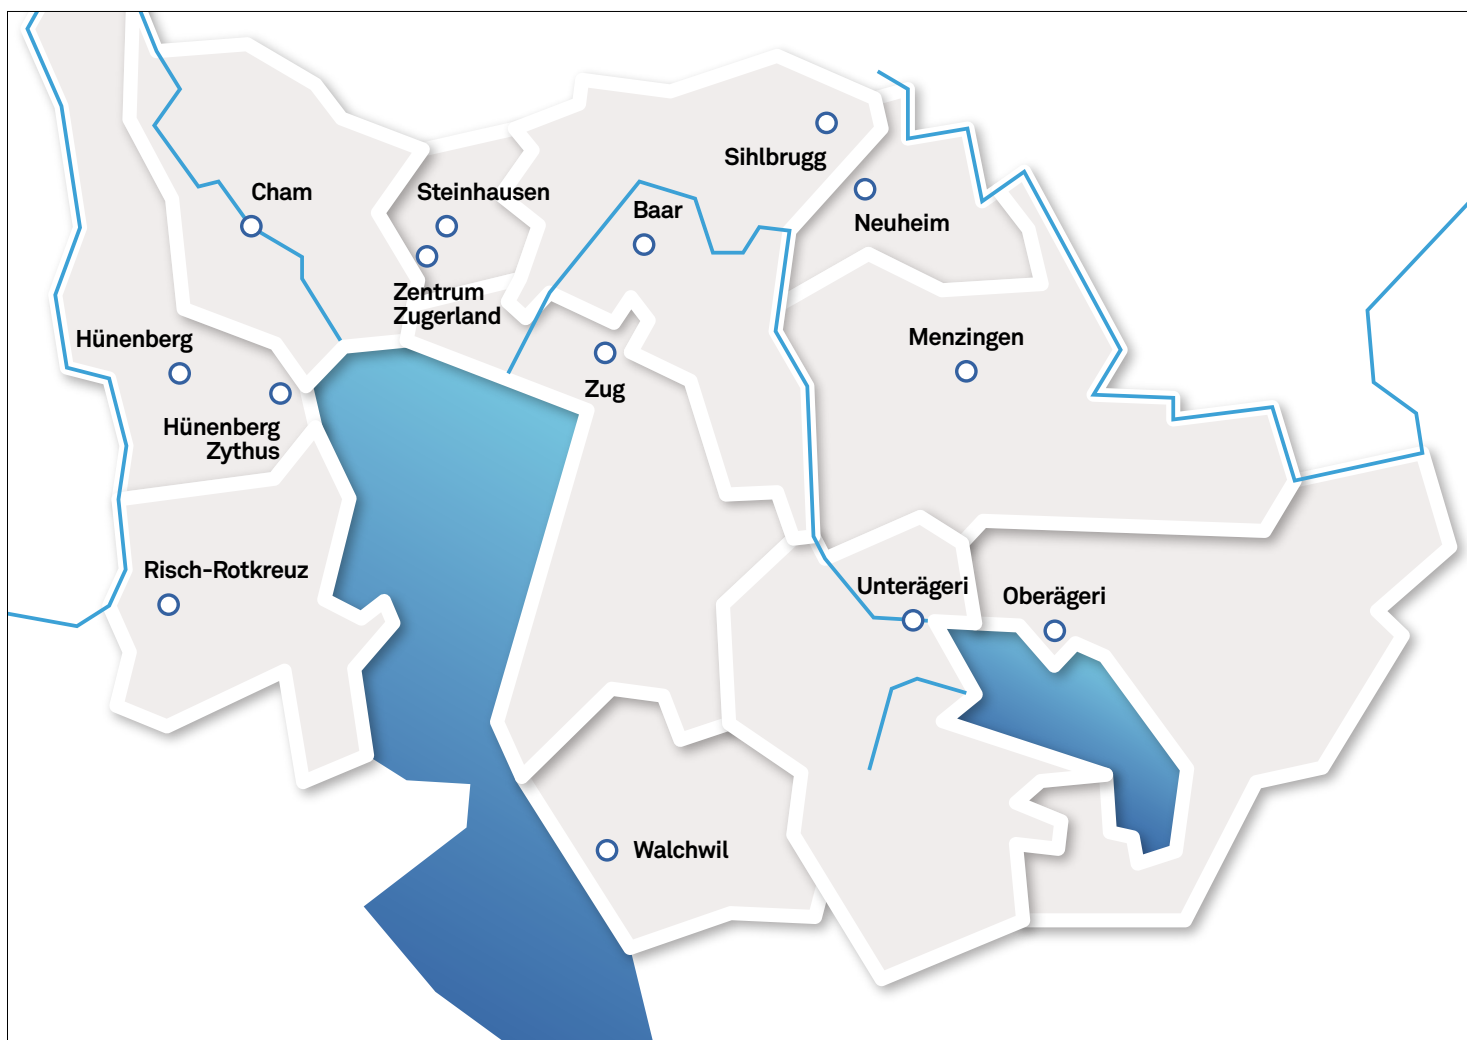 Sihlbrugg
Cham
Steinhausen
Baar
Neuheim
Zentrum
Zugerland
Hünenberg
Menzingen
Zug
Hünenberg
Zythus
Risch-Rotkreuz
Unterägeri
Oberägeri
Walchwil